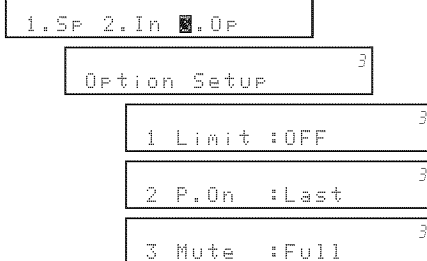 1.Sp 2.In 3.Op
3
Option Setup
3
1 Limit :OFF
3
2 P.On :Last
3
3 Mute :Full